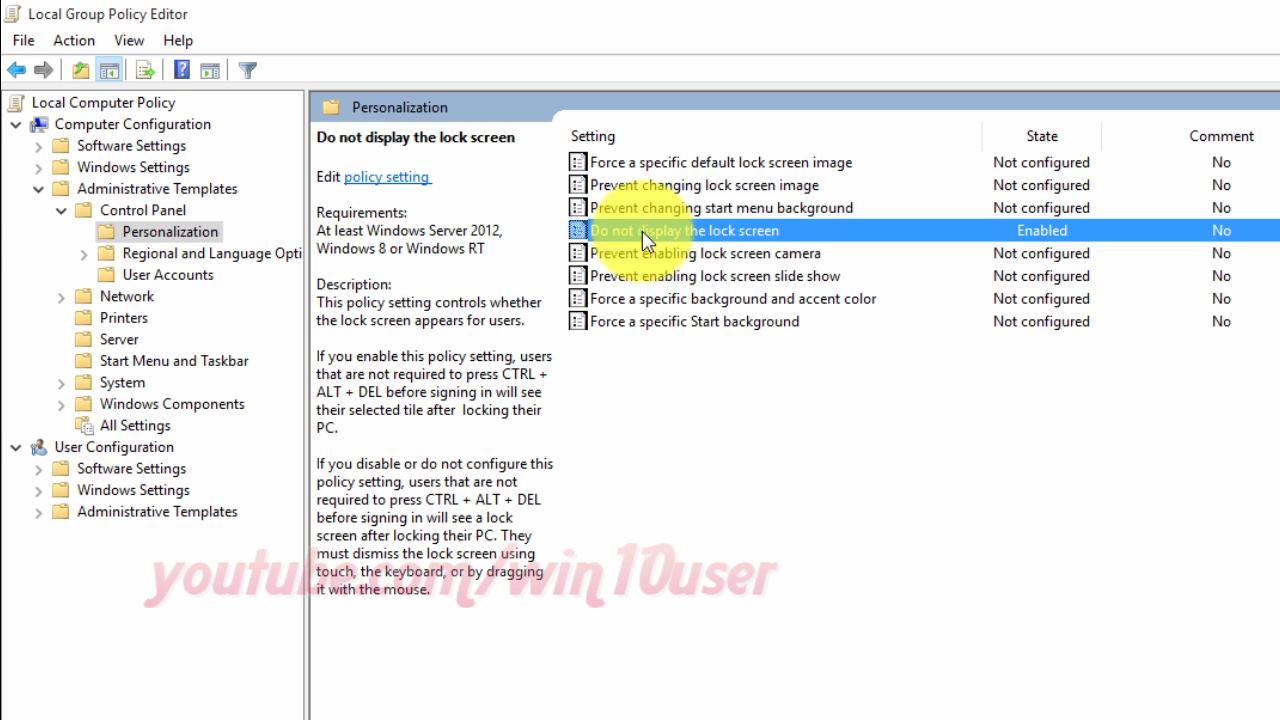 Local Group Policy Editor
File Action View Help
Local Computer Policy
Computer Configuration
Software Settings
Windows Settings
Administrative Templates
Control Panel
Personalization
Regional and Language Opti
User Accounts
Network
Printers
Server
Start Menu and Taskbar
System
Windows Components
All Settings
User Configuration
Software Settings
Windows Settings
Administrative Templates
Personalization
Do not display the lock screen
Edit policy setting
Requirements:
At least Windows Server 2012,
Windows 8 or Windows RT
Description:
This policy setting controls whether
the lock screen appears for users.
If you enable this policy setting, users
that are not required to press CTRL +
ALT + DEL before signing in will see
their selected tile after locking their
PC.
If you disable or do not configure this
policy setting, users that are not
required to press CTRL + ALT + DEL
before signing in will see a lock
screen after locking their PC. They
must dismiss the lock screen using
touch, the keyboard, or by dragging
it with the mouse.
Setting State Comment
Force a specific default lock screen image Not configured No
Prevent changing lock screen image Not configured No
Prevent changing start menu background Not configured No
Do not display the lock screen Enabled No
Prevent enabling lock screen camera Not configured No
Prevent enabling lock screen slide show Not configured No
Force a specific background and accent color Not configured No
Force a specific Start background Not configured No
youtube.com/win10user